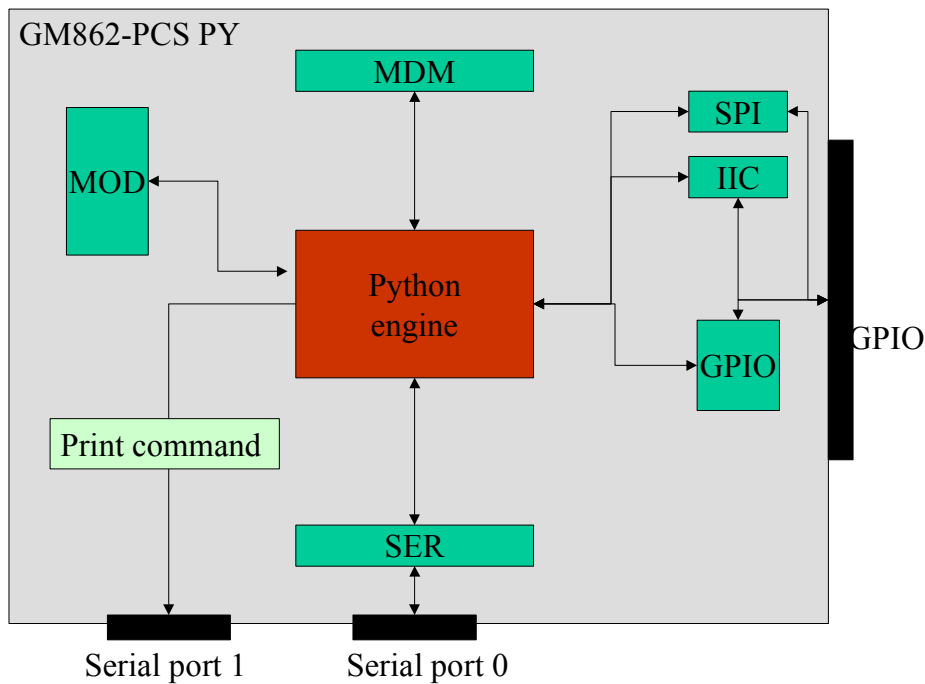 GM862-PCS PY
MDM
SPI
MOD
IIC
Python
engine
GPIO
GPIO
Print command
SER
Serial port 1
Serial port 0